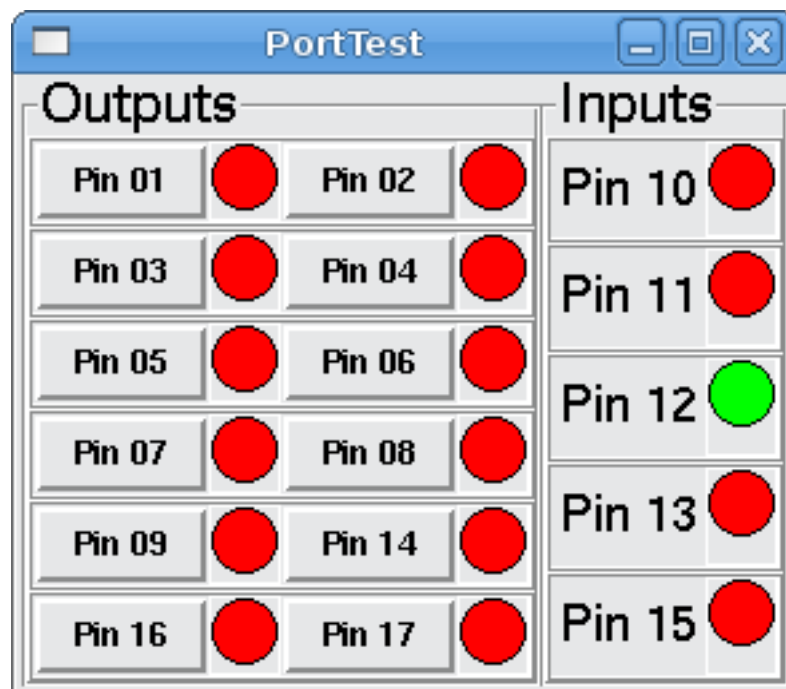 PortTest
Outputs
Pin 01 Pin 02
Pin 03 Pin 04
Pin 05 Pin 06
Pin 07 Pin 08
Pin 09 Pin 14
Pin 16 Pin 17
Inputs
Pin 10
Pin 11
Pin 12
Pin 13
Pin 15